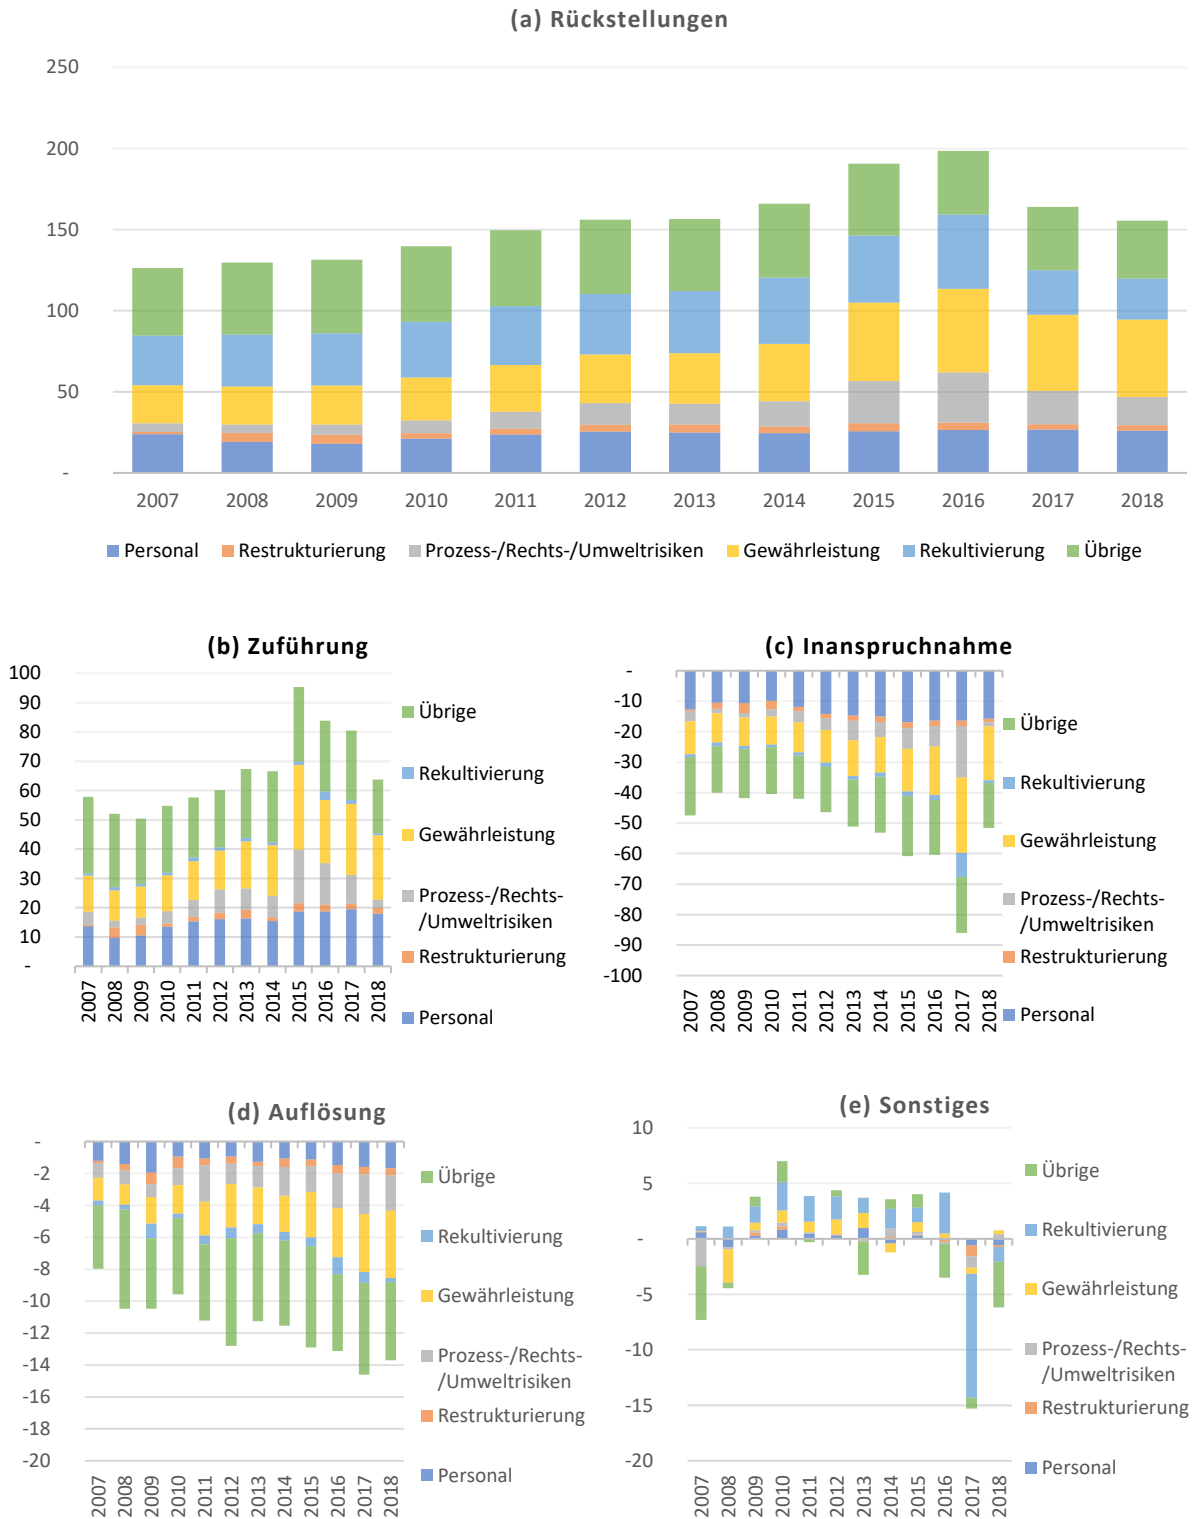 (a) Rückstellungen
250
200
150
100
50
-
2007 2008 2009 2010 2011 2012 2013 2014 2015 2016 2017 2018
Personal Restrukturierung Prozess-/Rechts-/Umweltrisiken Gewährleistung Rekultivierung Übrige
(b) Zuführung
100
90
80
70
60
50
40
30
20
10
-
2007 2008 2009 2010 2011 2012 2013 2014 2015 2016 2017 2018
Übrige
Rekultivierung
Gewährleistung
Prozess-/Rechts-
/Umweltrisiken
Restrukturierung
Personal
(c) Inanspruchnahme
-
-10
-20
-30
-40
-50
-60
-70
-80
-90
-100
2007 2008 2009 2010 2011 2012 2013 2014 2015 2016 2017 2018
Übrige
Rekultivierung
Gewährleistung
Prozess-/Rechts-
/Umweltrisiken
Restrukturierung
Personal
(d) Auflösung
-
-2
-4
-6
-8
-10
-12
-14
-16
-18
-20
2007 2008 2009 2010 2011 2012 2013 2014 2015 2016 2017 2018
Übrige
Rekultivierung
Gewährleistung
Prozess-/Rechts-
/Umweltrisiken
Restrukturierung
Personal
(e) Sonstiges
10
5
-
-5
-10
-15
-20
2007 2008 2009 2010 2011 2012 2013 2014 2015 2016 2017 2018
Übrige
Rekultivierung
Gewährleistung
Prozess-/Rechts-
/Umweltrisiken
Restrukturierung
Personal